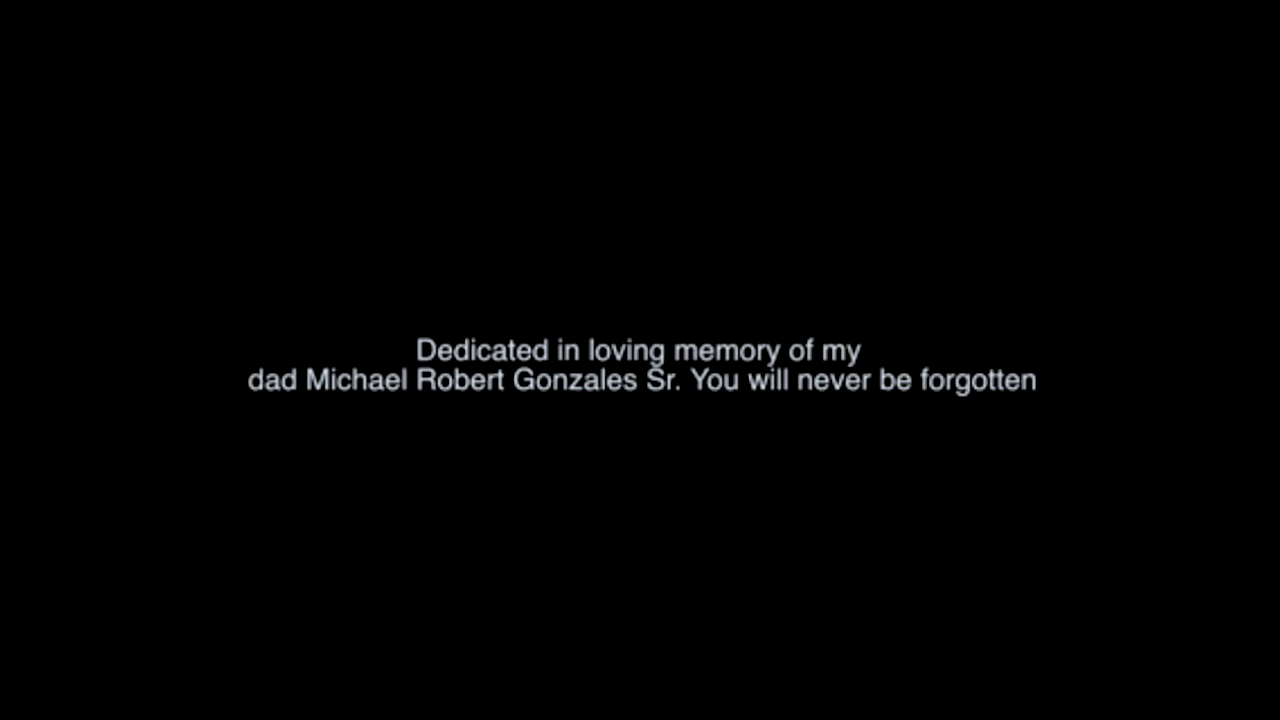 Dedicated in loving memory of my
dad Michael Robert Gonzales Sr. You will never be forgotten